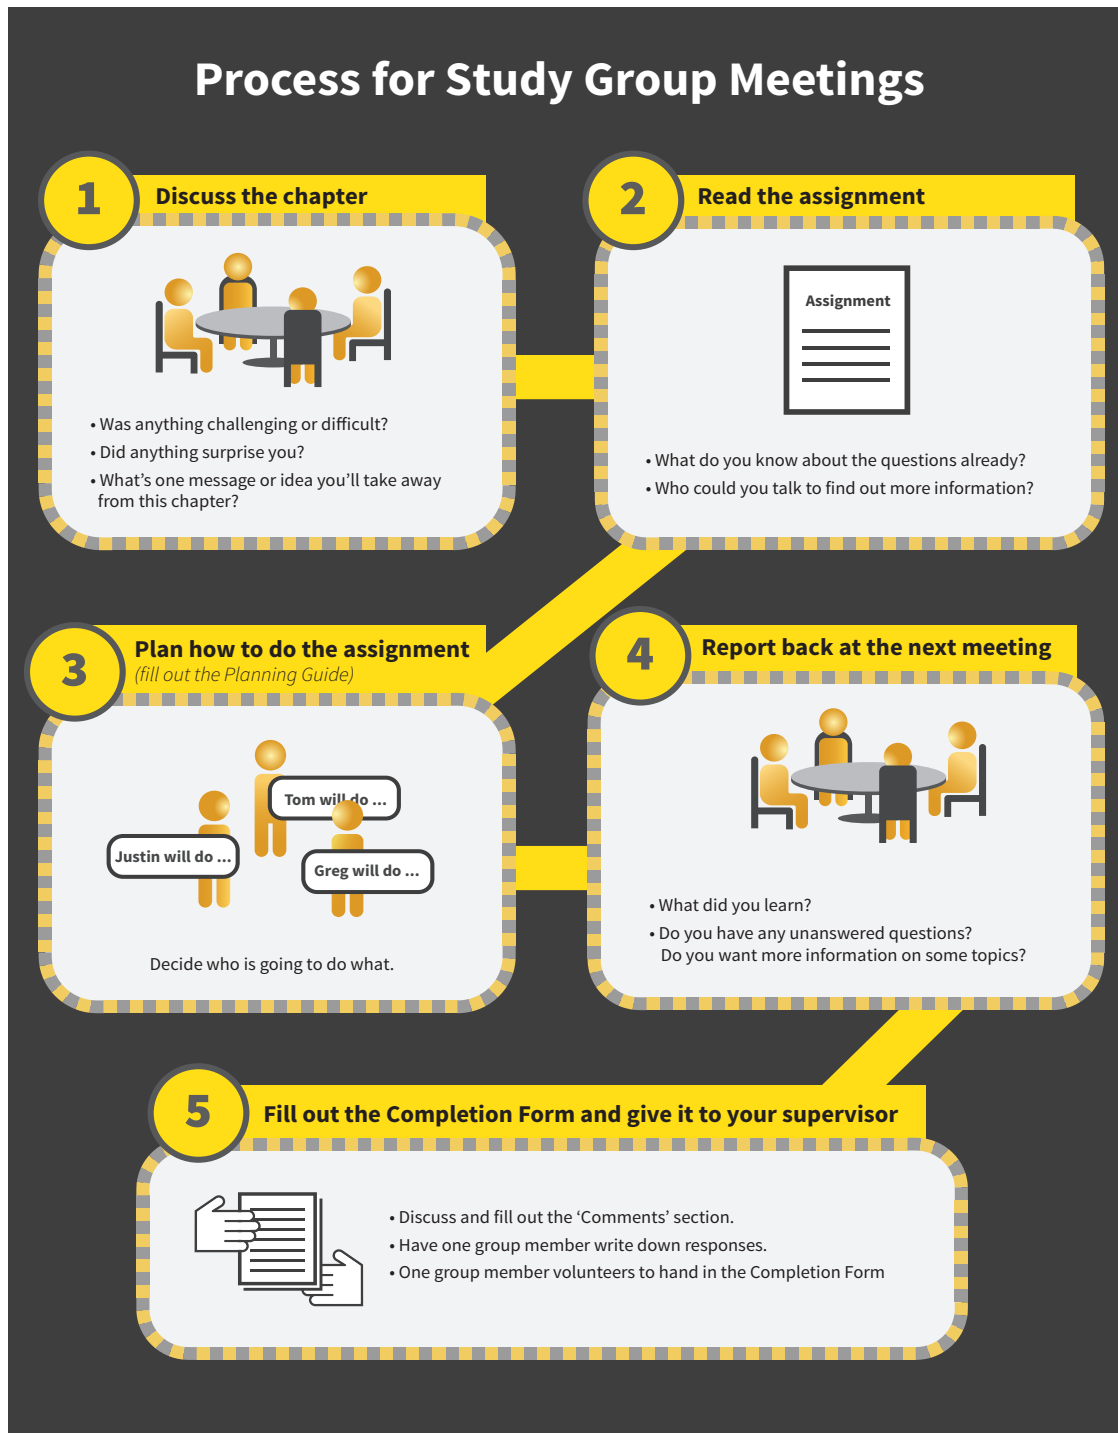 Process for Study Group Meetings
1
Discuss the chapter
• Was anything challenging or difficult?
• Did anything surprise you?
• What’s one message or idea you’ll take away
from this chapter?
2
Read the assignment
Assignment
• What do you know about the questions already?
• Who could you talk to find out more information?
3
Plan how to do the assignment
(fill out the Planning Guide)
Tom will do ...
Justin will do ...
Greg will do ...
Decide who is going to do what.
4
Report back at the next meeting
• What did you learn?
• Do you have any unanswered questions?
Do you want more information on some topics?
5
Fill out the Completion Form and give it to your supervisor
• Discuss and fill out the ‘Comments’ section.
• Have one group member write down responses.
• One group member volunteers to hand in the Completion Form